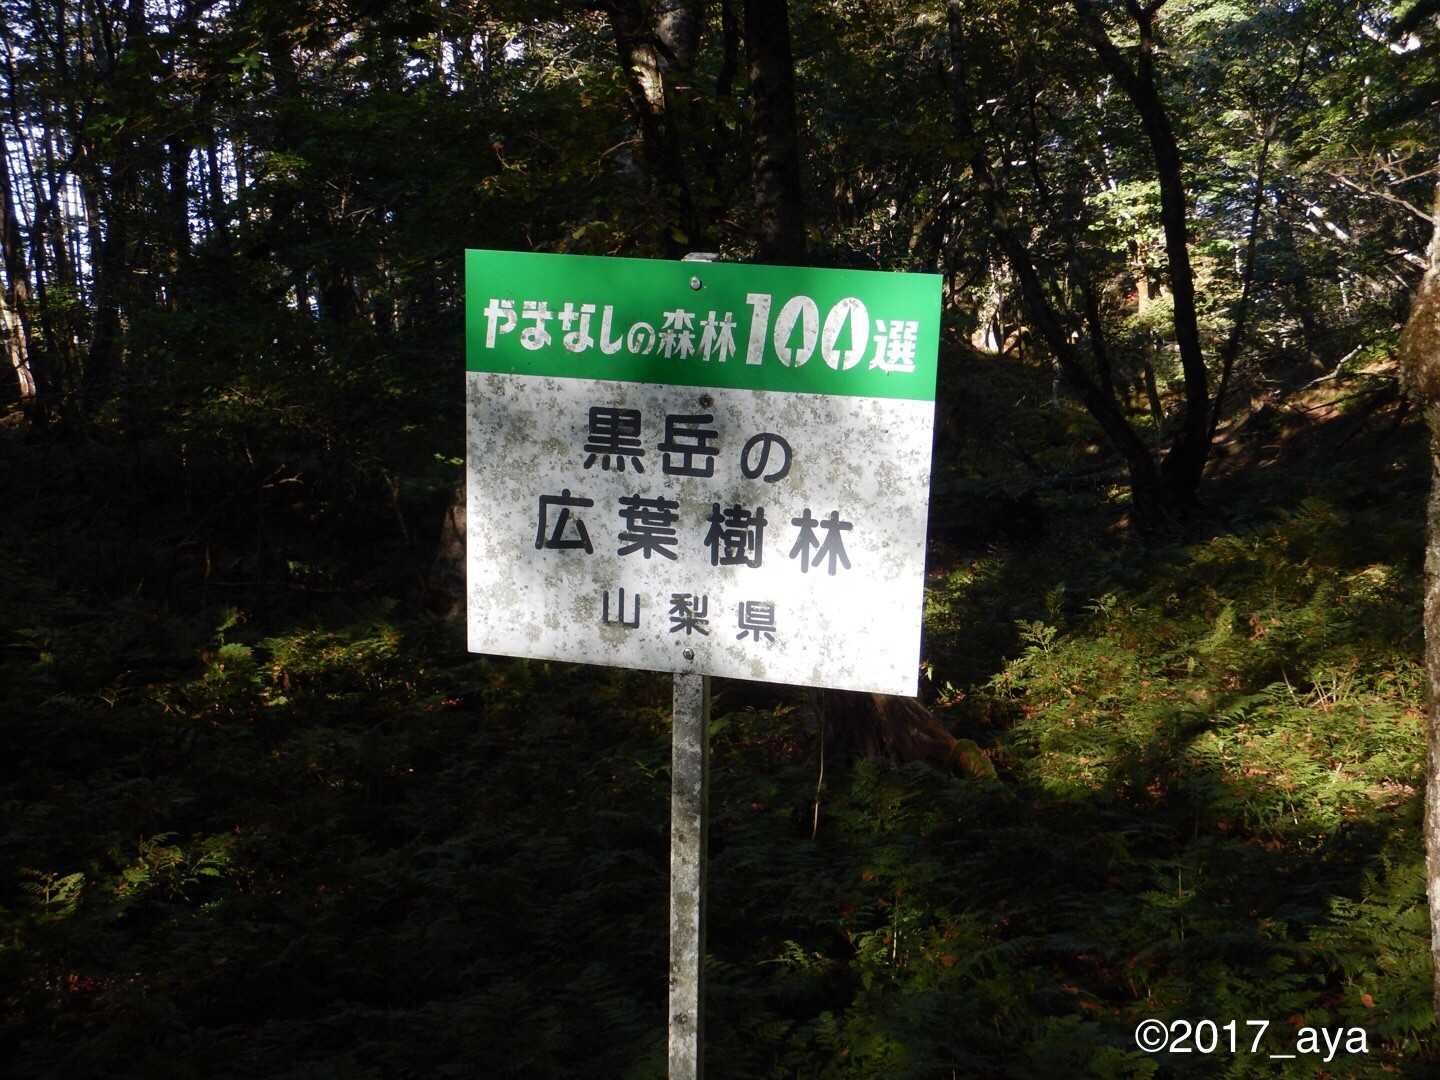 やまなしの森林100選
黒岳の
広葉樹林
山梨県
©2017_aya